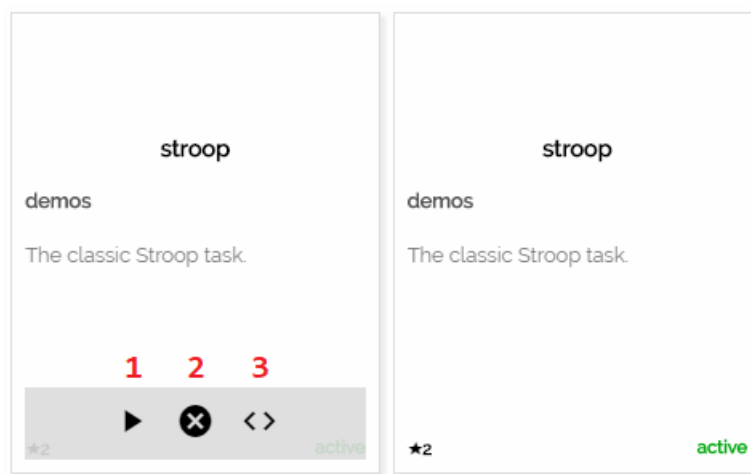 stroop
demos
The classic Stroop task.
1 2 3
★2 active
stroop
demos
The classic Stroop task.
★2 active